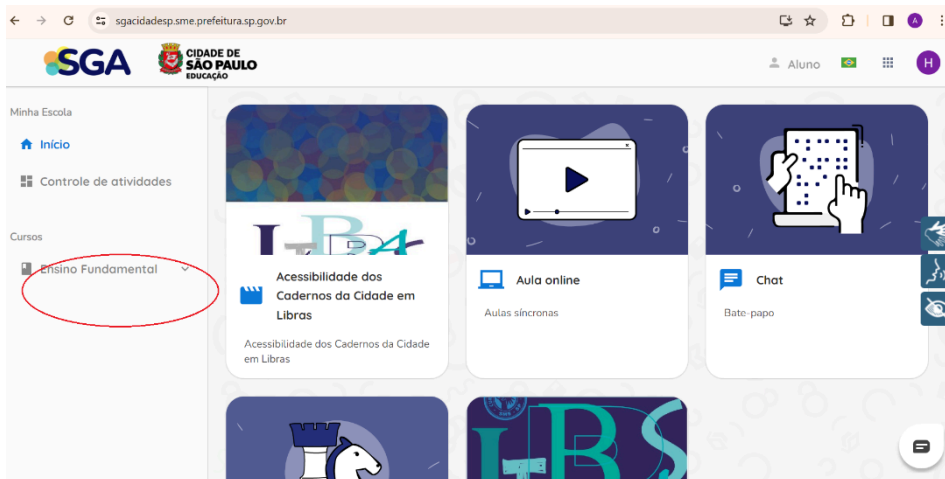 sgacidadesp.sme.prefeitura.sp.gov.br
A
SGA
CIDADE DE
SÃO PAULO
EDUCAÇÃO
Aluno
H
Minha Escola
Início
Controle de atividades
Cursos
Ensino Fundamental
Acessibilidade dos
Cadernos da Cidade em
Libras
Acessibilidade dos Cadernos da Cidade
em Libras
Aula online
Aulas síncronas
Chat
Bate-papo